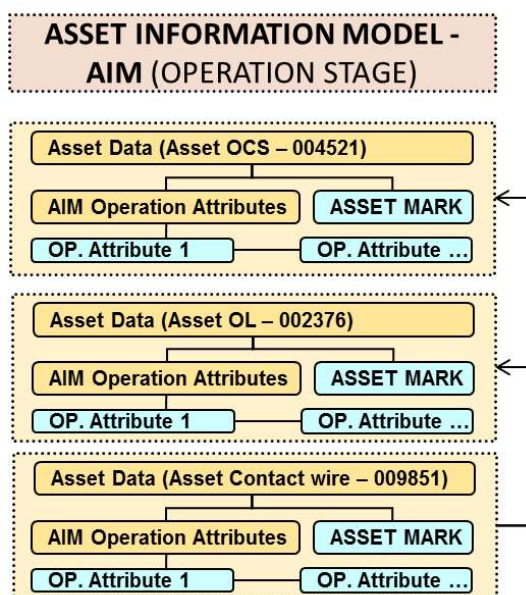 ASSET INFORMATION MODEL -
AIM (OPERATION STAGE)
Asset Data (Asset OCS – 004521)
AIM Operation Attributes
ASSET MARK
OP. Attribute 1
OP. Attribute ...
Asset Data (Asset OL – 002376)
AIM Operation Attributes
ASSET MARK
OP. Attribute 1
OP. Attribute ...
Asset Data (Asset Contact wire – 009851)
AIM Operation Attributes
ASSET MARK
OP. Attribute 1
OP. Attribute ...